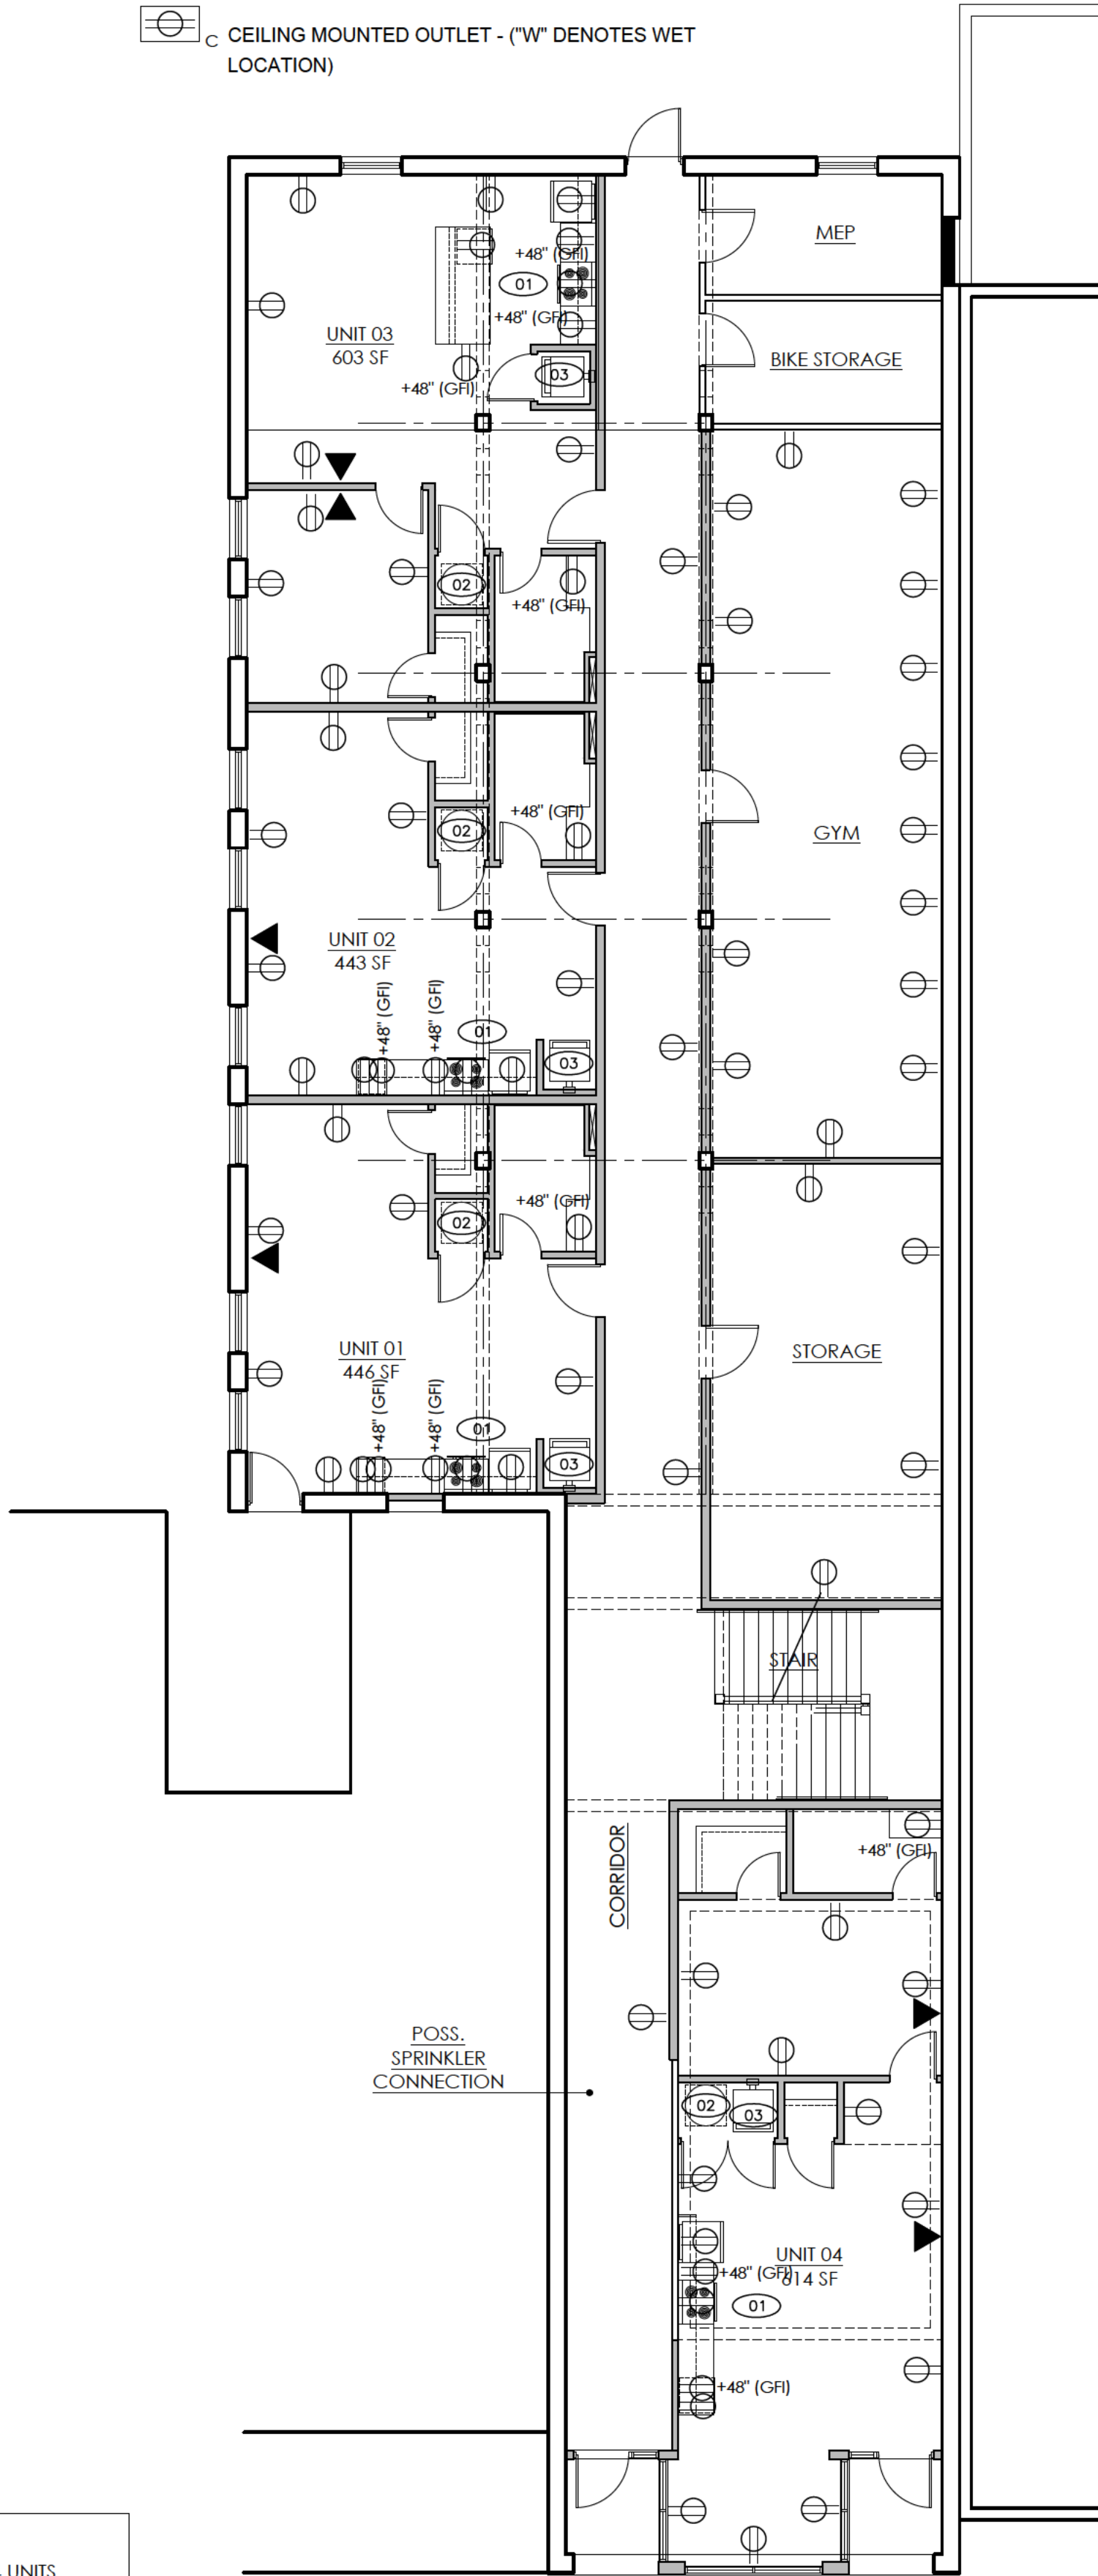 C CEILING MOUNTED OUTLET - ("W" DENOTES WET
LOCATION)
MEP
+48" (GFI)
01
+48" (GFI)
UNIT 03
603 SF
BIKE STORAGE
03
+48" (GFI)
02
+48" (GFI)
+48" (GFI)
02
GYM
UNIT 02
443 SF
+48" (GFI)
+48" (GFI)
01
03
+48" (GFI)
02
UNIT 01
446 SF
STORAGE
+48" (GFI)
+48" (GFI)
01
03
STAIR
+48" (GFI)
CORRIDOR
POSS.
SPRINKLER
CONNECTION
02
03
UNIT 04
614 SF
+48" (GFI)
01
+48" (GFI)
UNITS